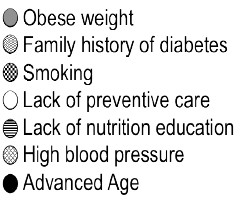 Obese weight
Family history of diabetes
Smoking
Lack of preventive care
Lack of nutrition education
High blood pressure
Advanced Age